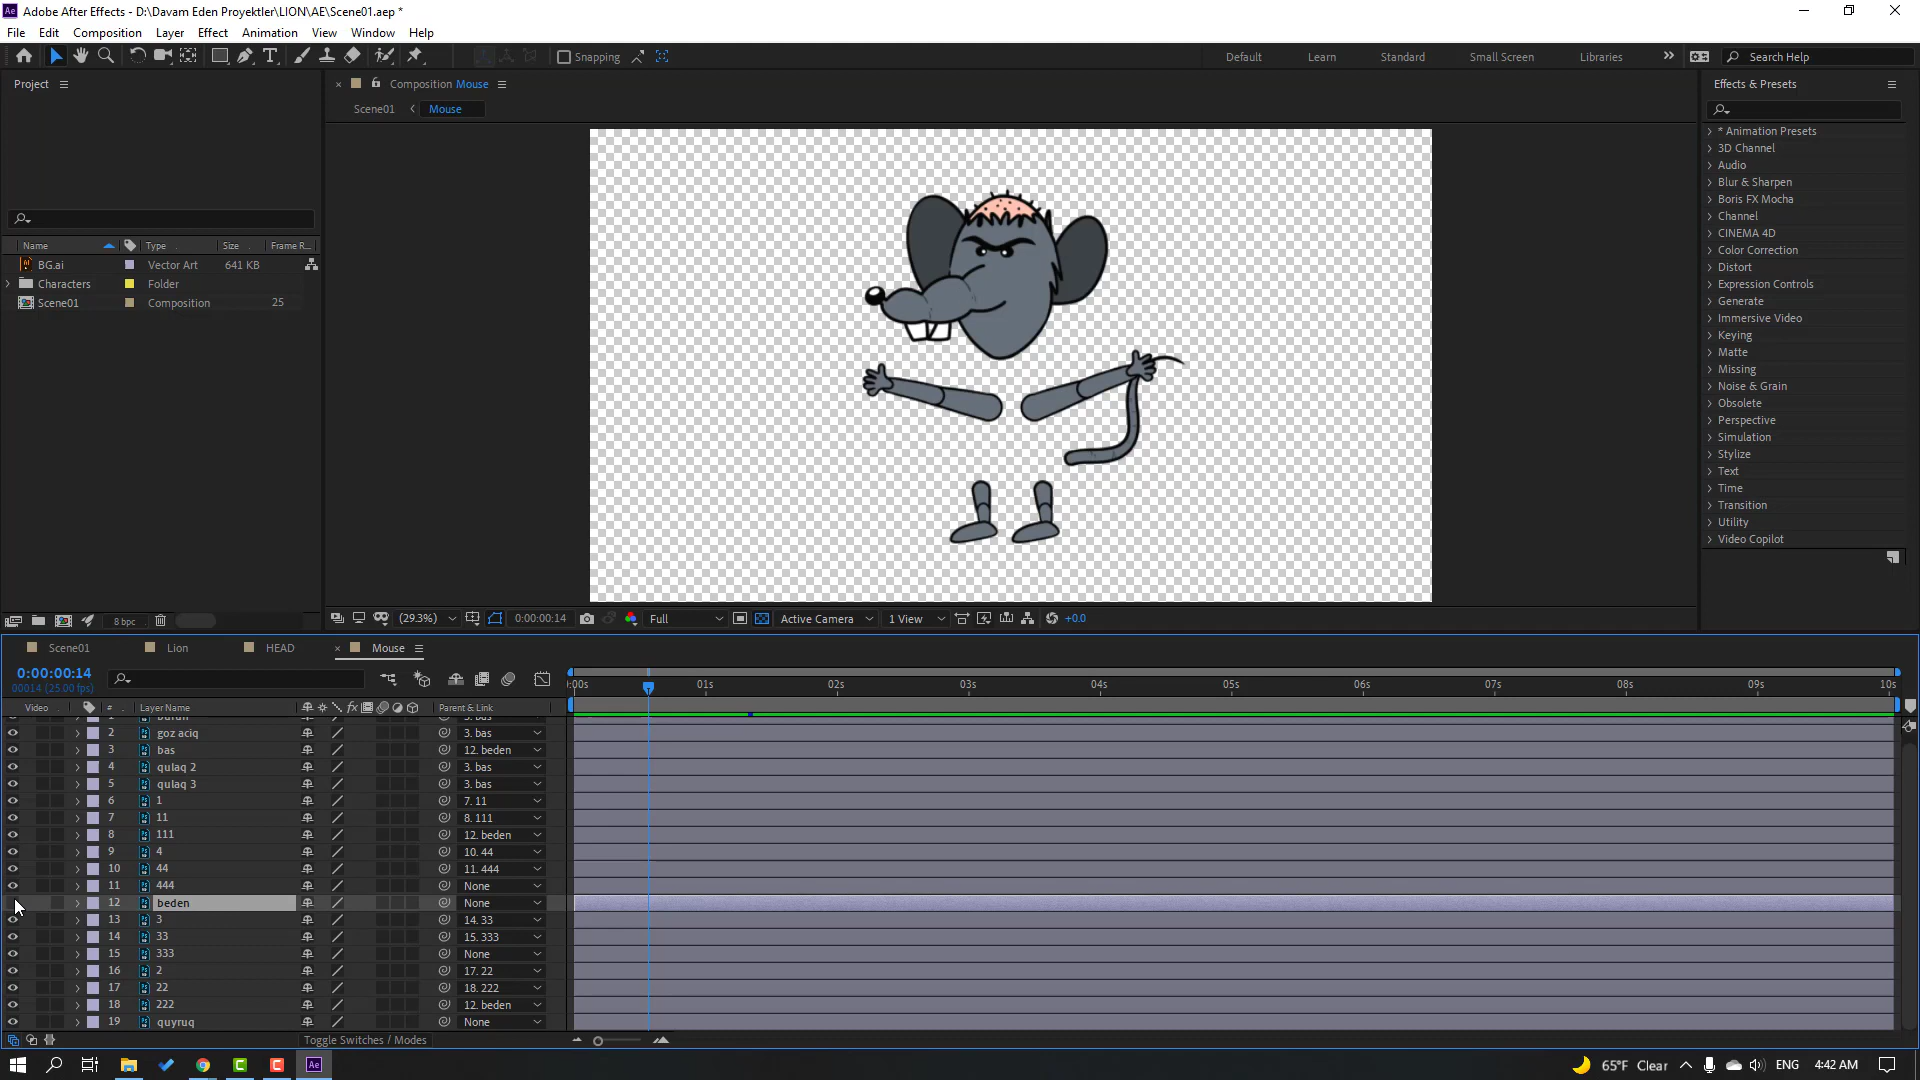 Adobe After Effects - D:\Davam Eden Proyektler\LION\AE\Scene01.aep *
File Edit Composition Layer Effect Animation View Window Help
Snapping
Default Learn Standard Small Screen Libraries
Search Help
Project
Composition Mouse
Effects & Presets
Scene01 Mouse
* Animation Presets
3D Channel
Audio
Blur & Sharpen
Boris FX Mocha
Channel
CINEMA 4D
Color Correction
Distort
Expression Controls
Generate
Immersive Video
Keying
Matte
Missing
Noise & Grain
Obsolete
Perspective
Simulation
Stylize
Text
Time
Transition
Utility
Video Copilot
Name Type Size Frame R...
BG.ai Vector Art 641 KB
Characters Folder
Scene01 Composition 25
8 bpc
(29.3%) 0:00:00:14 Full Active Camera 1 View +0.0
Scene01 Lion HEAD Mouse
0:00:00:14
00014 (25.00 fps)
:00s 01s 02s 03s 04s 05s 06s 07s 08s 09s 10s
Video # Layer Name fx Parent & Link
2 goz aciq 3. bas
3 bas 12. beden
4 qulaq 2 3. bas
5 qulaq 3 3. bas
6 1 7. 11
7 11 8. 111
8 111 12. beden
9 4 10. 44
10 44 11. 444
11 444 None
12 beden None
13 3 14. 33
14 33 15. 333
15 333 None
16 2 17. 22
17 22 18. 222
18 222 12. beden
19 quyruq None
Toggle Switches / Modes
Ae
65°F Clear ENG 4:42 AM